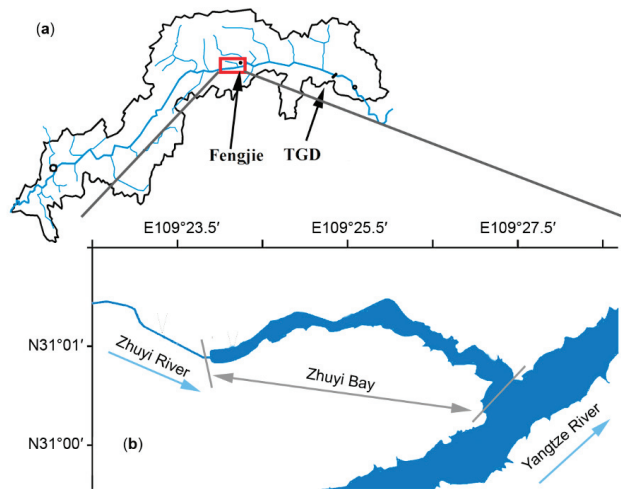 (a)
Fengjie
TGD
E109°23.5′
E109°25.5′
E109°27.5′
N31°01′
Zhuyi River
Zhuyi Bay
N31°00′
(b)
Yangtze River